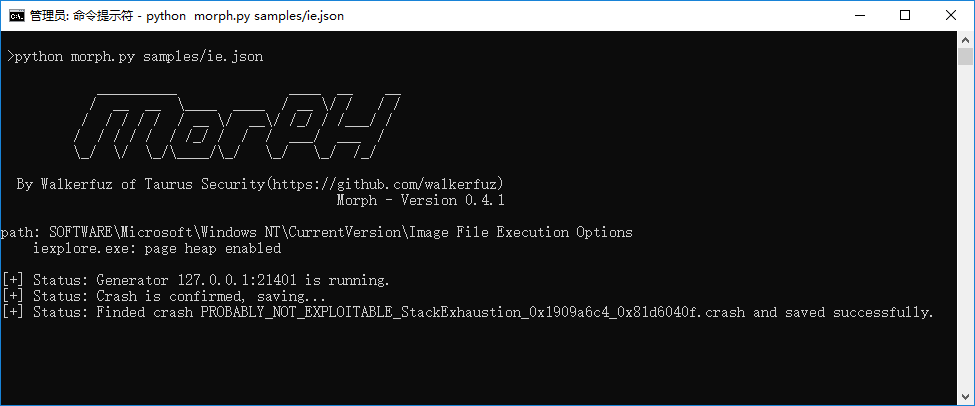 管理员: 命令提示符 - python  morph.py samples/ie.json
>python morph.py samples/ie.json
MorPH
By Walkerfuz of Taurus Security(https://github.com/walkerfuz)
Morph - Version 0.4.1
path: SOFTWARE\Microsoft\Windows NT\CurrentVersion\Image File Execution Options
iexplore.exe: page heap enabled
[+] Status: Generator 127.0.0.1:21401 is running.
[+] Status: Crash is confirmed, saving...
[+] Status: Finded crash PROBABLY_NOT_EXPLOITABLE_StackExhaustion_0x1909a6c4_0x81d6040f.crash and saved successfully.